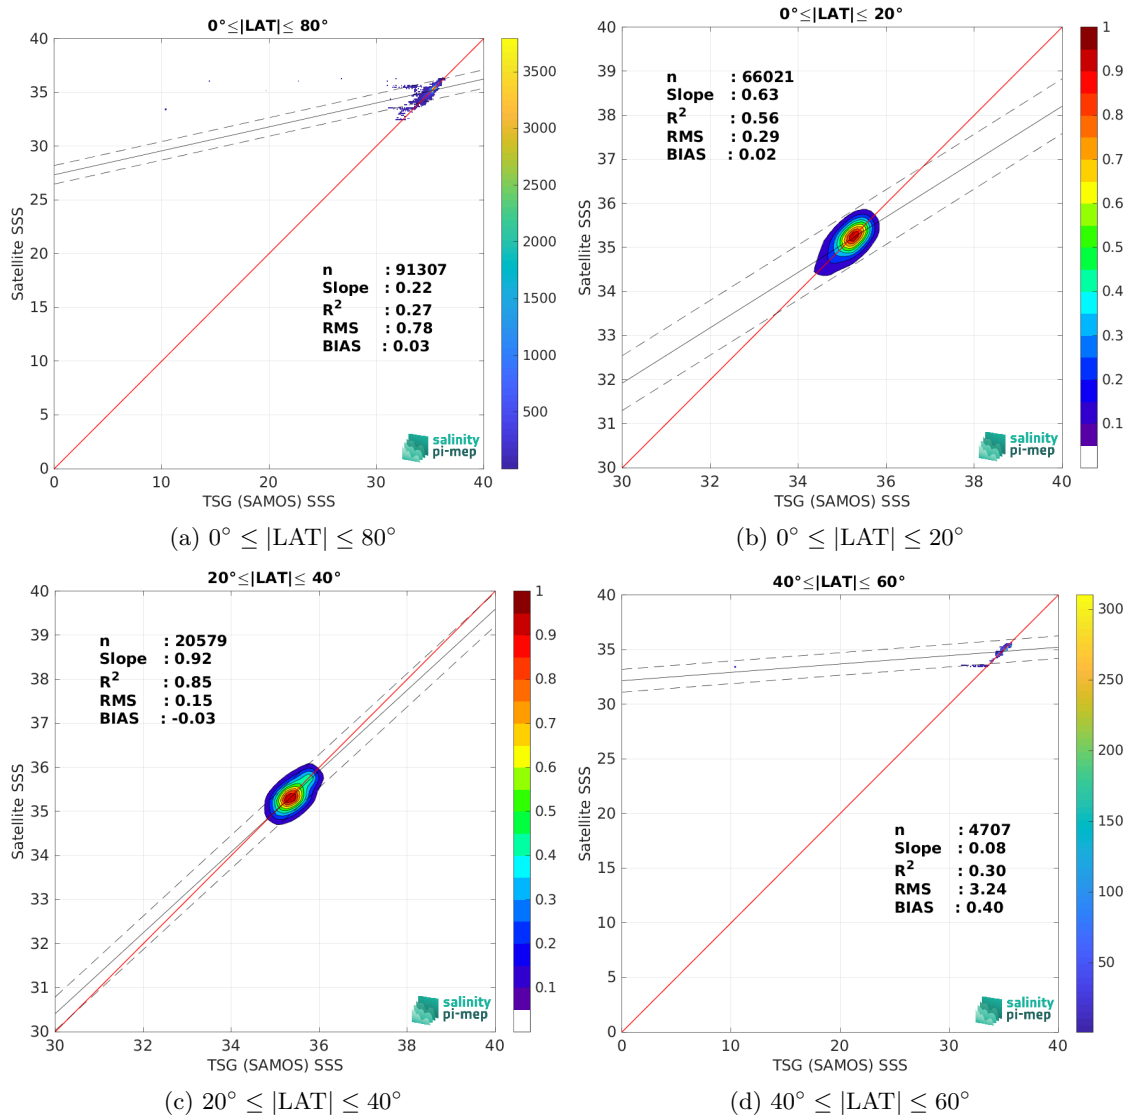 0°≤|LAT|≤ 80°
40
35
30
25
20
15
10
5
0
Satellite SSS
n : 91307
Slope : 0.22
R² : 0.27
RMS : 0.78
BIAS : 0.03
salinity
pi-mep
0 10 20 30 40
TSG (SAMOS) SSS
3500
3000
2500
2000
1500
1000
500
(a) 0° ≤ |LAT| ≤ 80°
0°≤|LAT|≤ 20°
40
39
38
37
36
35
34
33
32
31
30
Satellite SSS
n : 66021
Slope : 0.63
R² : 0.56
RMS : 0.29
BIAS : 0.02
salinity
pi-mep
30 32 34 36 38 40
TSG (SAMOS) SSS
1
0.9
0.8
0.7
0.6
0.5
0.4
0.3
0.2
0.1
(b) 0° ≤ |LAT| ≤ 20°
20°≤|LAT|≤ 40°
40
39
38
37
36
35
34
33
32
31
30
Satellite SSS
n : 20579
Slope : 0.92
R² : 0.85
RMS : 0.15
BIAS : -0.03
salinity
pi-mep
30 32 34 36 38 40
TSG (SAMOS) SSS
1
0.9
0.8
0.7
0.6
0.5
0.4
0.3
0.2
0.1
(c) 20° ≤ |LAT| ≤ 40°
40°≤|LAT|≤ 60°
40
35
30
25
20
15
10
5
0
Satellite SSS
n : 4707
Slope : 0.08
R² : 0.30
RMS : 3.24
BIAS : 0.40
salinity
pi-mep
0 10 20 30 40
TSG (SAMOS) SSS
300
250
200
150
100
50
(d) 40° ≤ |LAT| ≤ 60°